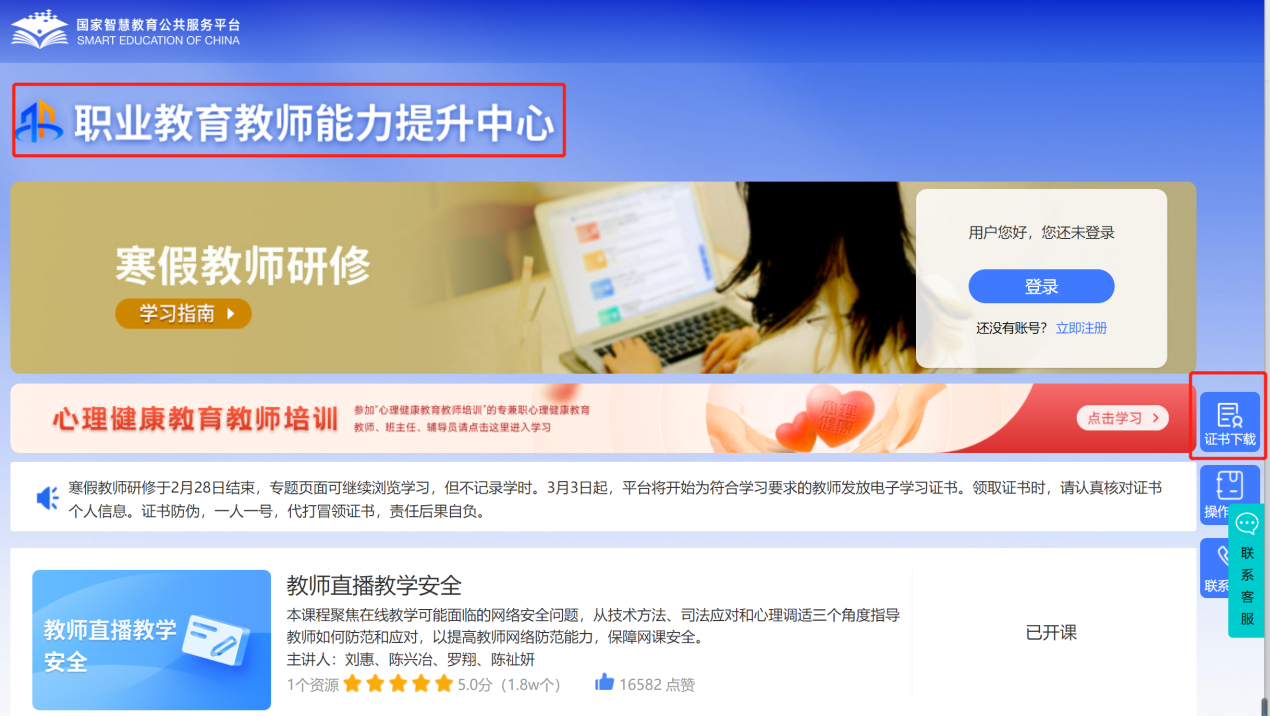 国家智慧教育公共服务平台
SMART EDUCATION OF CHINA
职业教育教师能力提升中心
寒假教师研修
学习指南
用户您好，您还未登录
登录
还没有账号？ 立即注册
心理健康教育教师培训
参加"心理健康教育教师培训"的专兼职心理健康教育
教师、班主任、辅导员请点击这里进入学习
心理
健康
点击学习
证书下载
寒假教师研修于2月28日结束，专题页面可继续浏览学习，但不记录学时。3月3日起，平台将开始为符合学习要求的教师发放电子学习证书。领取证书时，请认真核对证书
个人信息。证书防伪，一人一号，代打冒领证书，责任后果自负。
操作
联系
联系客服
教师直播教学
安全
教师直播教学安全
本课程聚焦在线教学可能面临的网络安全问题，从技术方法、司法应对和心理调适三个角度指导
教师如何防范和应对，以提高教师网络防范能力，保障网课安全。
主讲人：刘惠、陈兴冶、罗翔、陈祉妍
1个资源 5.0分（1.8w个） 16582 点赞
已开课